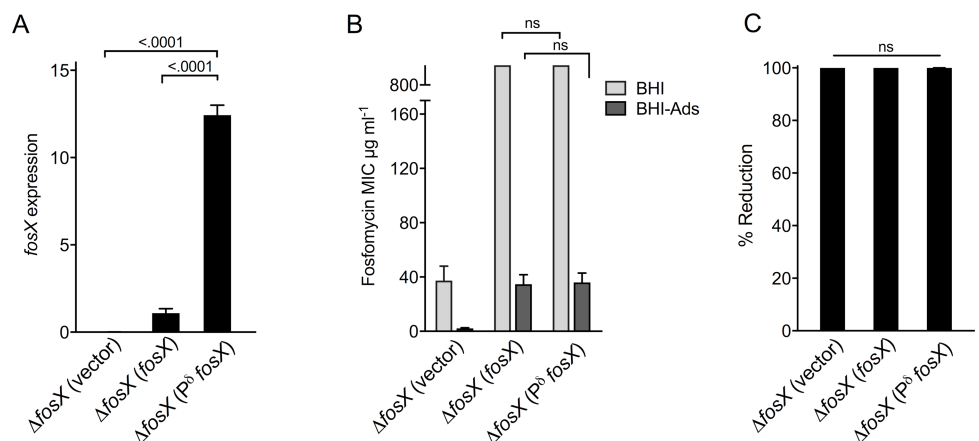 A
<.0001
<.0001
15
10
5
0
fosX expression
ΔfosX (vector)
ΔfosX (fosX)
ΔfosX (Pδ fosX)
B
ns
ns
800
160
120
80
40
0
Fosfomycin MIC µg ml-1
BHI
BHI-Ads
ΔfosX (vector)
ΔfosX (fosX)
ΔfosX (Pδ fosX)
C
ns
100
80
60
40
20
0
% Reduction
ΔfosX (vector)
ΔfosX (fosX)
ΔfosX (Pδ fosX)